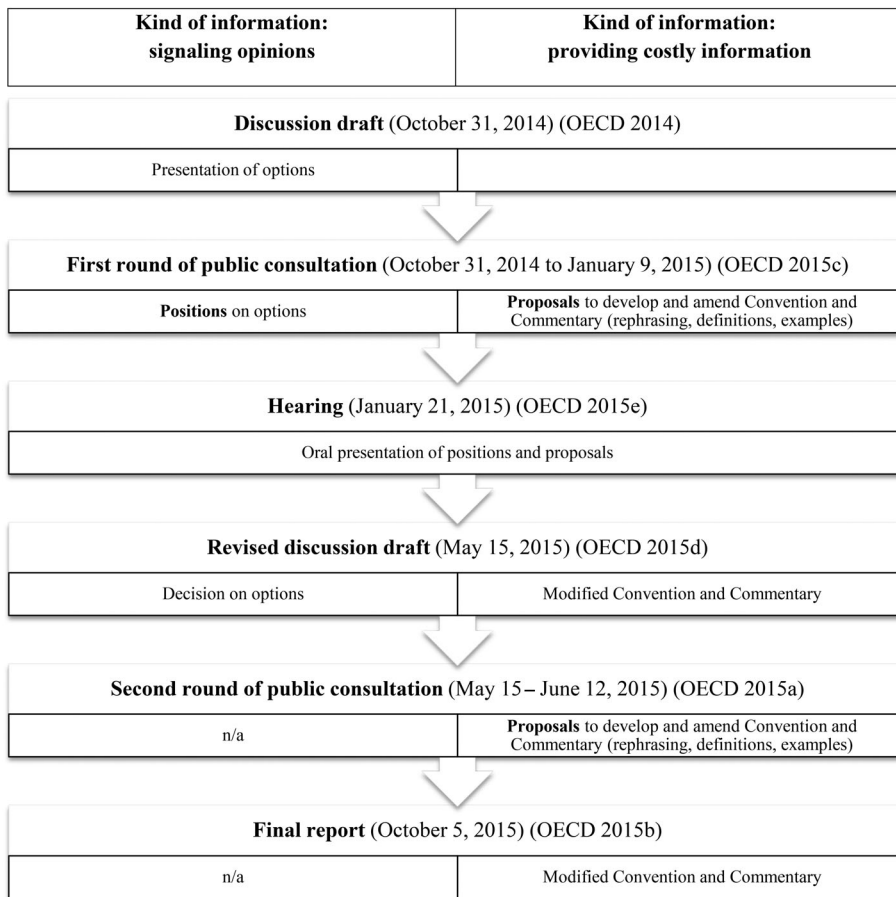 Kind of information:
signaling opinions
Kind of information:
providing costly information
Discussion draft (October 31, 2014) (OECD 2014)
Presentation of options
First round of public consultation (October 31, 2014 to January 9, 2015) (OECD 2015c)
Positions on options
Proposals to develop and amend Convention and
Commentary (rephrasing, definitions, examples)
Hearing (January 21, 2015) (OECD 2015e)
Oral presentation of positions and proposals
Revised discussion draft (May 15, 2015) (OECD 2015d)
Decision on options
Modified Convention and Commentary
Second round of public consultation (May 15– June 12, 2015) (OECD 2015a)
n/a
Proposals to develop and amend Convention and
Commentary (rephrasing, definitions, examples)
Final report (October 5, 2015) (OECD 2015b)
n/a
Modified Convention and Commentary